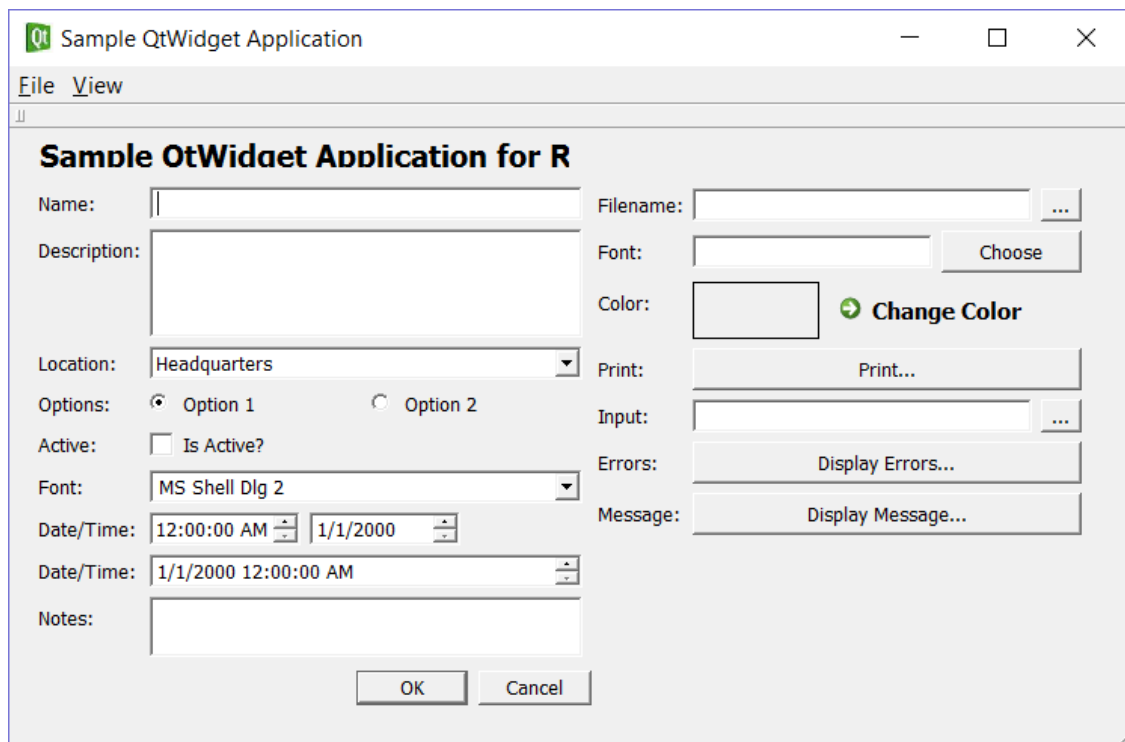 Qt Sample QtWidget Application
File View
Sample QtWidget Application for R
Name:
Description:
Location: Headquarters
Options: Option 1 Option 2
Active: Is Active?
Font: MS Shell Dlg 2
Date/Time: 12:00:00 AM 1/1/2000
Date/Time: 1/1/2000 12:00:00 AM
Notes:
OK Cancel
Filename: ...
Font: Choose
Color: Change Color
Print: Print...
Input: ...
Errors: Display Errors...
Message: Display Message...